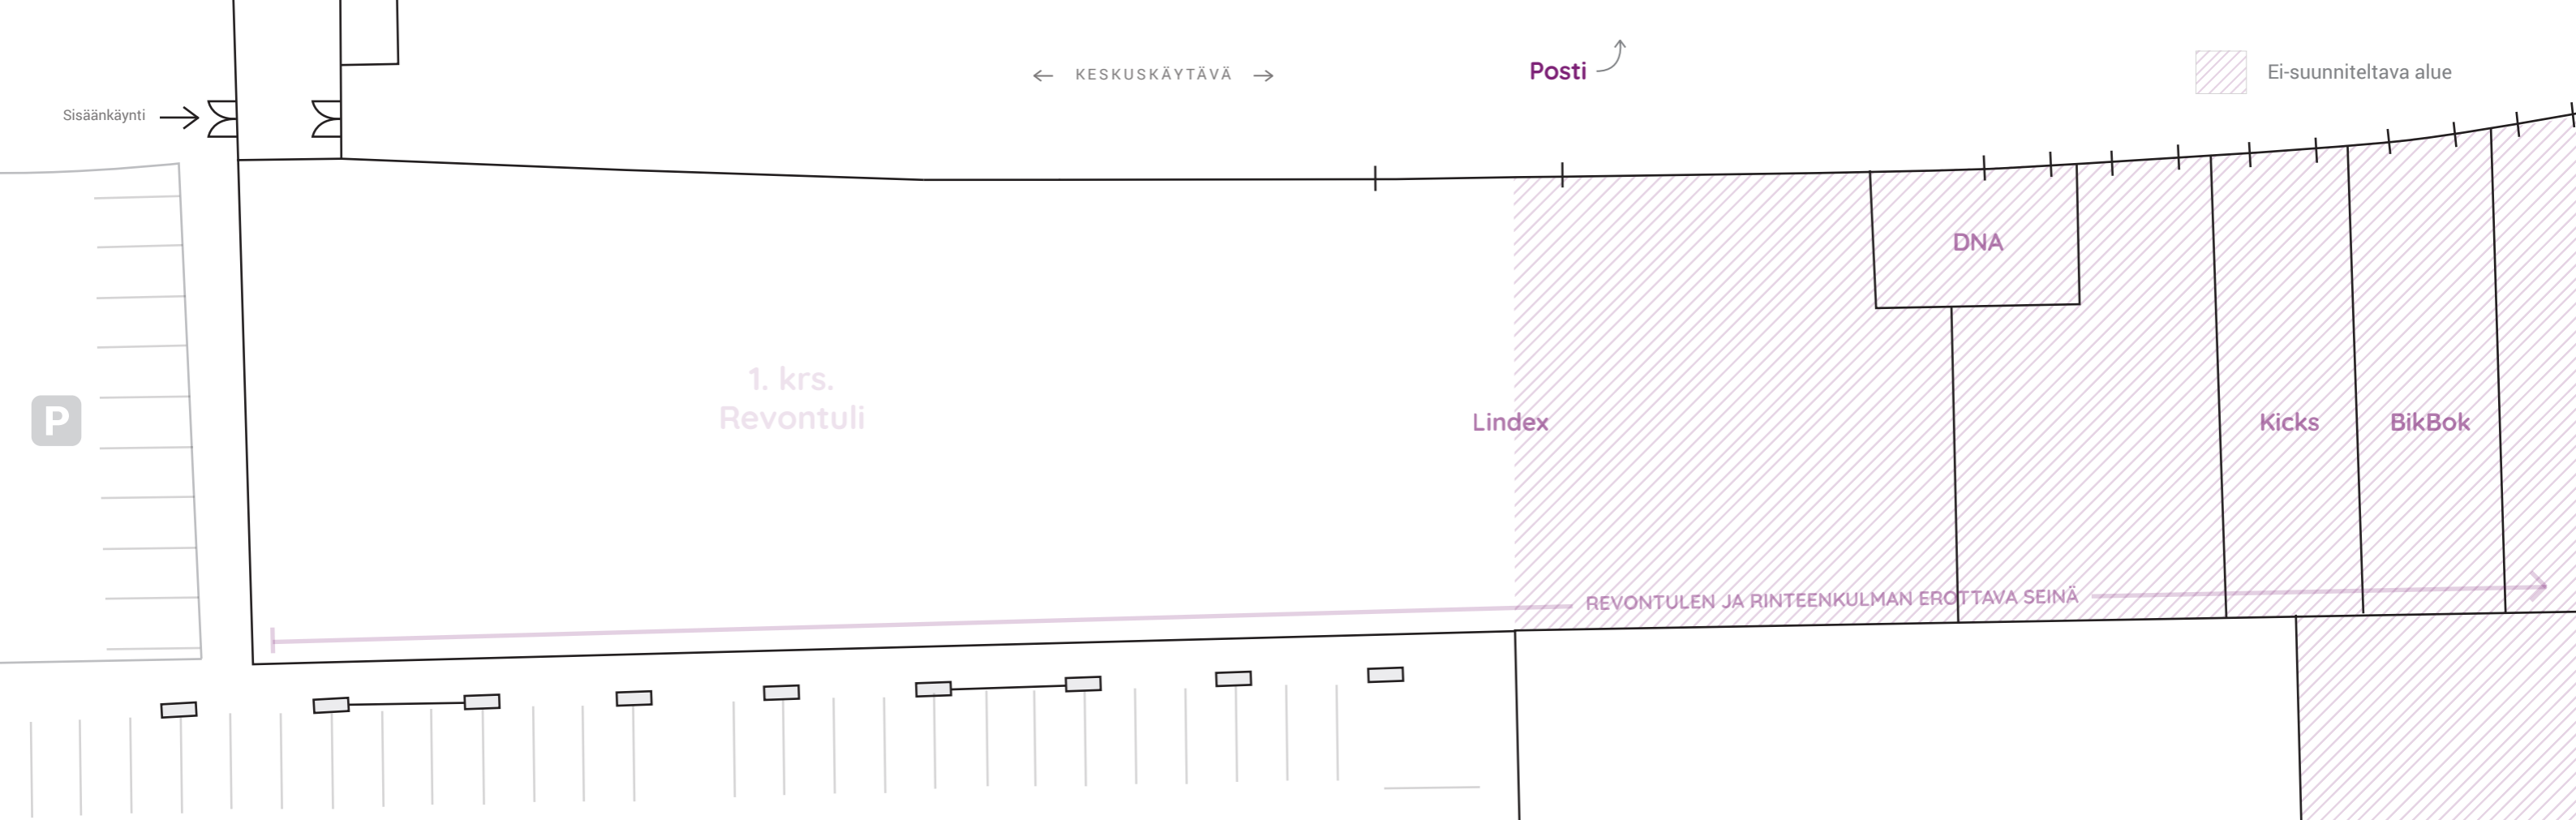 ← KESKUSKÄYTÄVÄ →
Posti
Ei-suunniteltava alue
Sisäänkäynti
DNA
1. krs.
Revontuli
P
Lindex
Kicks
BikBok
REVONTULEN JA RINTEENKULMAN EROTTAVA SEINÄ